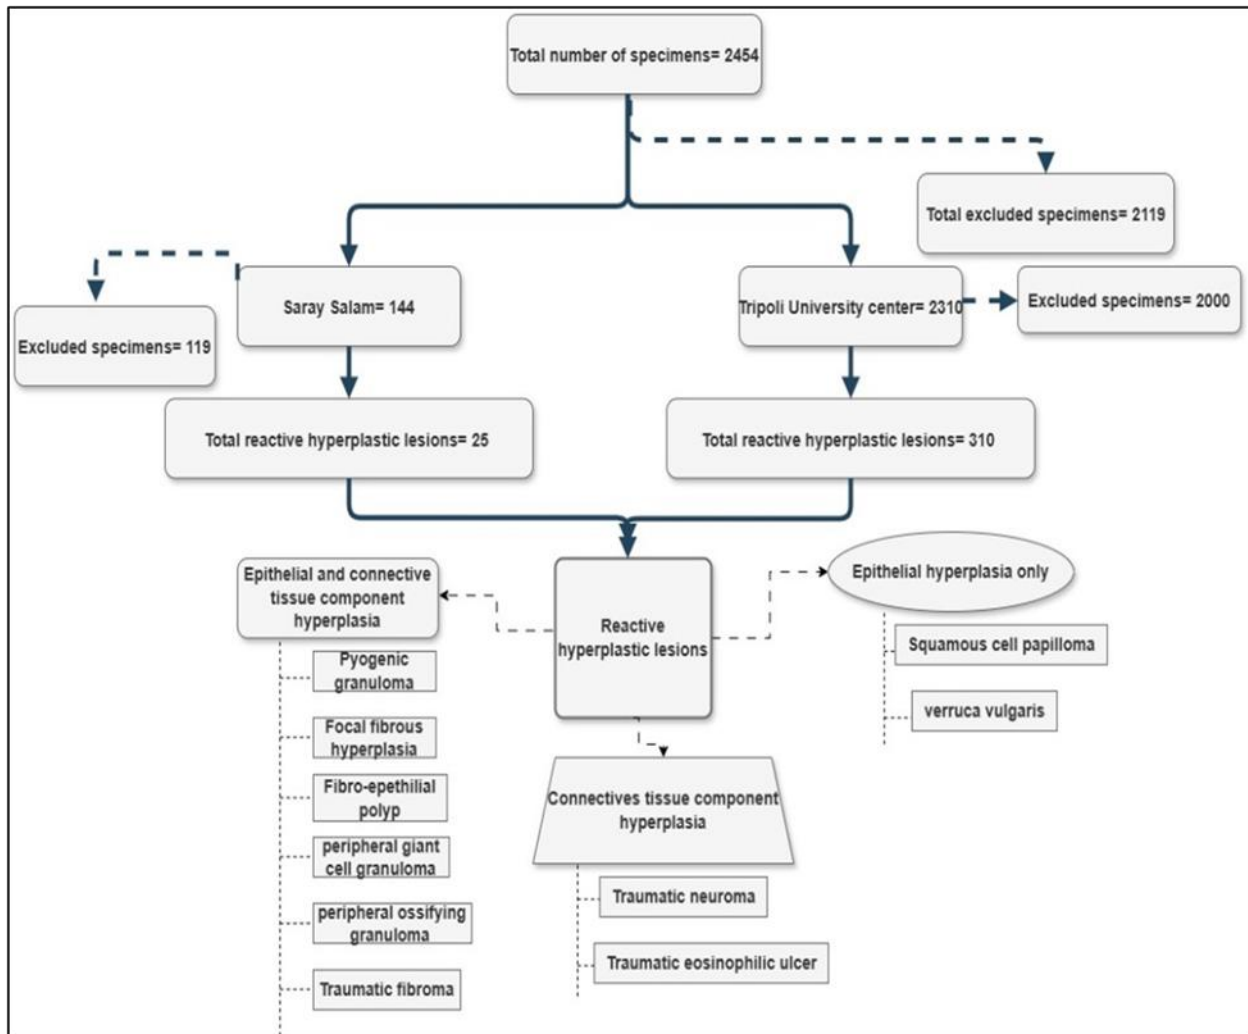 Total number of specimens= 2454
Total excluded specimens= 2119
Saray Salam= 144
Tripoli University center= 2310
Excluded specimens= 2000
Excluded specimens= 119
Total reactive hyperplastic lesions= 25
Total reactive hyperplastic lesions= 310
Epithelial and connective
tissue component
hyperplasia
Reactive
hyperplastic lesions
Epithelial hyperplasia only
Pyogenic
granuloma
Focal fibrous
hyperplasia
Fibro-epethilial
polyp
peripheral giant
cell granuloma
peripheral ossifying
granuloma
Traumatic fibroma
Connectives tissue component
hyperplasia
Traumatic neuroma
Traumatic eosinophilic ulcer
Squamous cell papilloma
verruca vulgaris